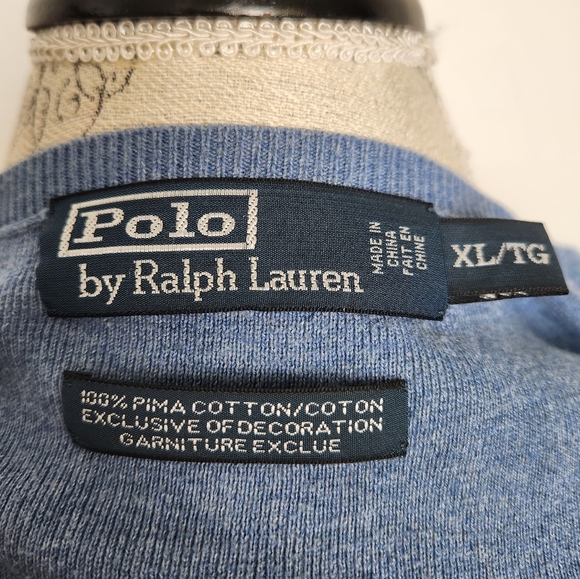 Polo
by Ralph Lauren
MADE IN
CHINA
FAIT EN
CHINE
XL/TG
100% PIMA COTTON/COTON
EXCLUSIVE OF DECORATION
GARNITURE EXCLUE